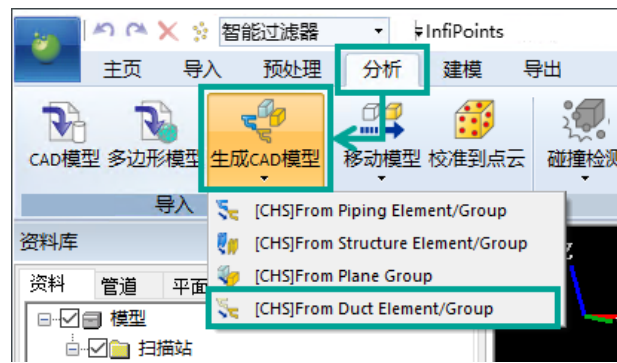 智能过滤器 InfiPoints
主页 导入 预处理 分析 建模 导出
CAD模型 多边形模型 生成CAD模型 移动模型 校准到点云 碰撞检测
导入
[CHS]From Piping Element/Group
[CHS]From Structure Element/Group
[CHS]From Plane Group
[CHS]From Duct Element/Group
资料库
资料 管道 平面
模型
扫描站